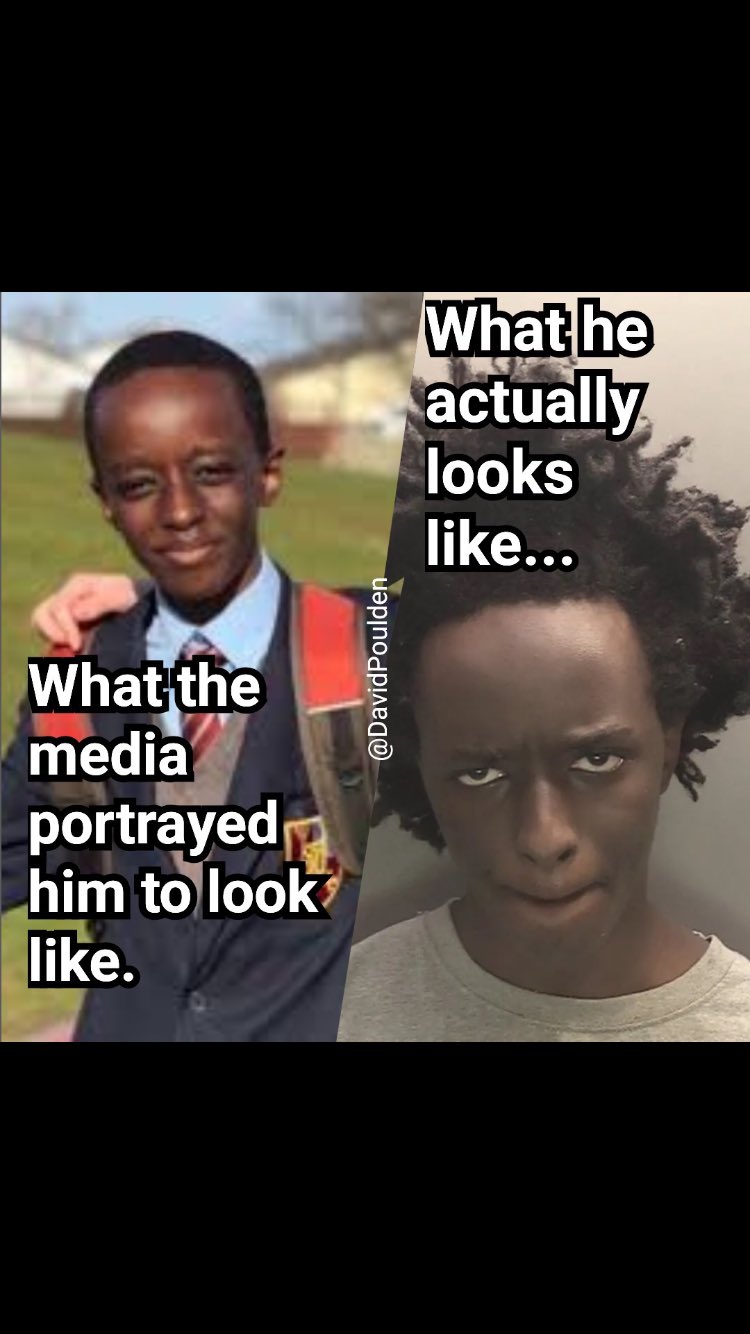 What the
media
portrayed
him to look
like.
@DavidPoulden
What he
actually
looks
like...